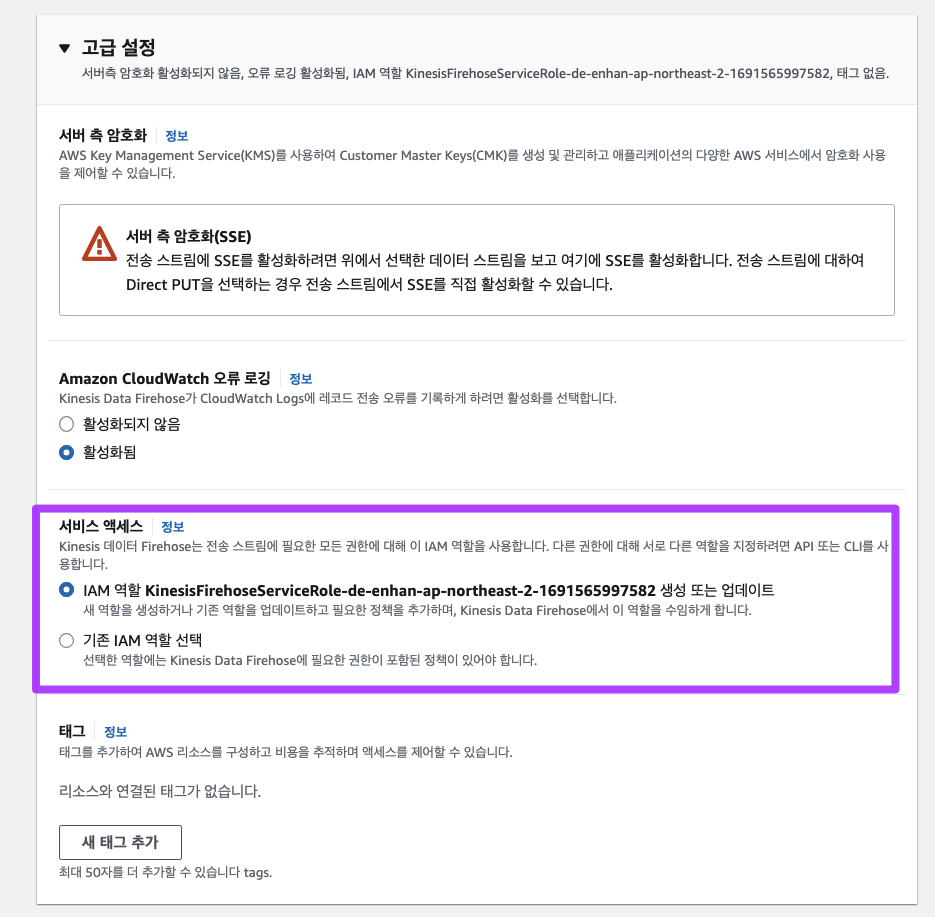 고급 설정
서버측 암호화 활성화되지 않음, 오류 로깅 활성화됨, IAM 역할 KinesisFirehoseServiceRole-de-enhan-ap-northeast-2-1691565997582, 태그 없음.
서버 측 암호화 정보
AWS Key Management Service(KMS)를 사용하여 Customer Master Keys(CMK)를 생성 및 관리하고 애플리케이션의 다양한 AWS 서비스에서 암호화 사용
을 제어할 수 있습니다.
서버 측 암호화(SSE)
전송 스트림에 SSE를 활성화하려면 위에서 선택한 데이터 스트림을 보고 여기에 SSE를 활성화합니다. 전송 스트림에 대하여
Direct PUT을 선택하는 경우 전송 스트림에서 SSE를 직접 활성화할 수 있습니다.
Amazon CloudWatch 오류 로깅 정보
Kinesis Data Firehose가 CloudWatch Logs에 레코드 전송 오류를 기록하게 하려면 활성화를 선택합니다.
활성화되지 않음
활성화됨
서비스 액세스 정보
Kinesis 데이터 Firehose는 전송 스트림에 필요한 모든 권한에 대해 이 IAM 역할을 사용합니다. 다른 권한에 대해 서로 다른 역할을 지정하려면 API 또는 CLI를 사
용합니다.
IAM 역할 KinesisFirehoseServiceRole-de-enhan-ap-northeast-2-1691565997582 생성 또는 업데이트
새 역할을 생성하거나 기존 역할을 업데이트하고 필요한 정책을 추가하며, Kinesis Data Firehose에서 이 역할을 수임하게 합니다.
기존 IAM 역할 선택
선택한 역할에는 Kinesis Data Firehose에 필요한 권한이 포함된 정책이 있어야 합니다.
태그 정보
태그를 추가하여 AWS 리소스를 구성하고 비용을 추적하며 액세스를 제어할 수 있습니다.
리소스와 연결된 태그가 없습니다.
새 태그 추가
최대 50자를 더 추가할 수 있습니다 tags.